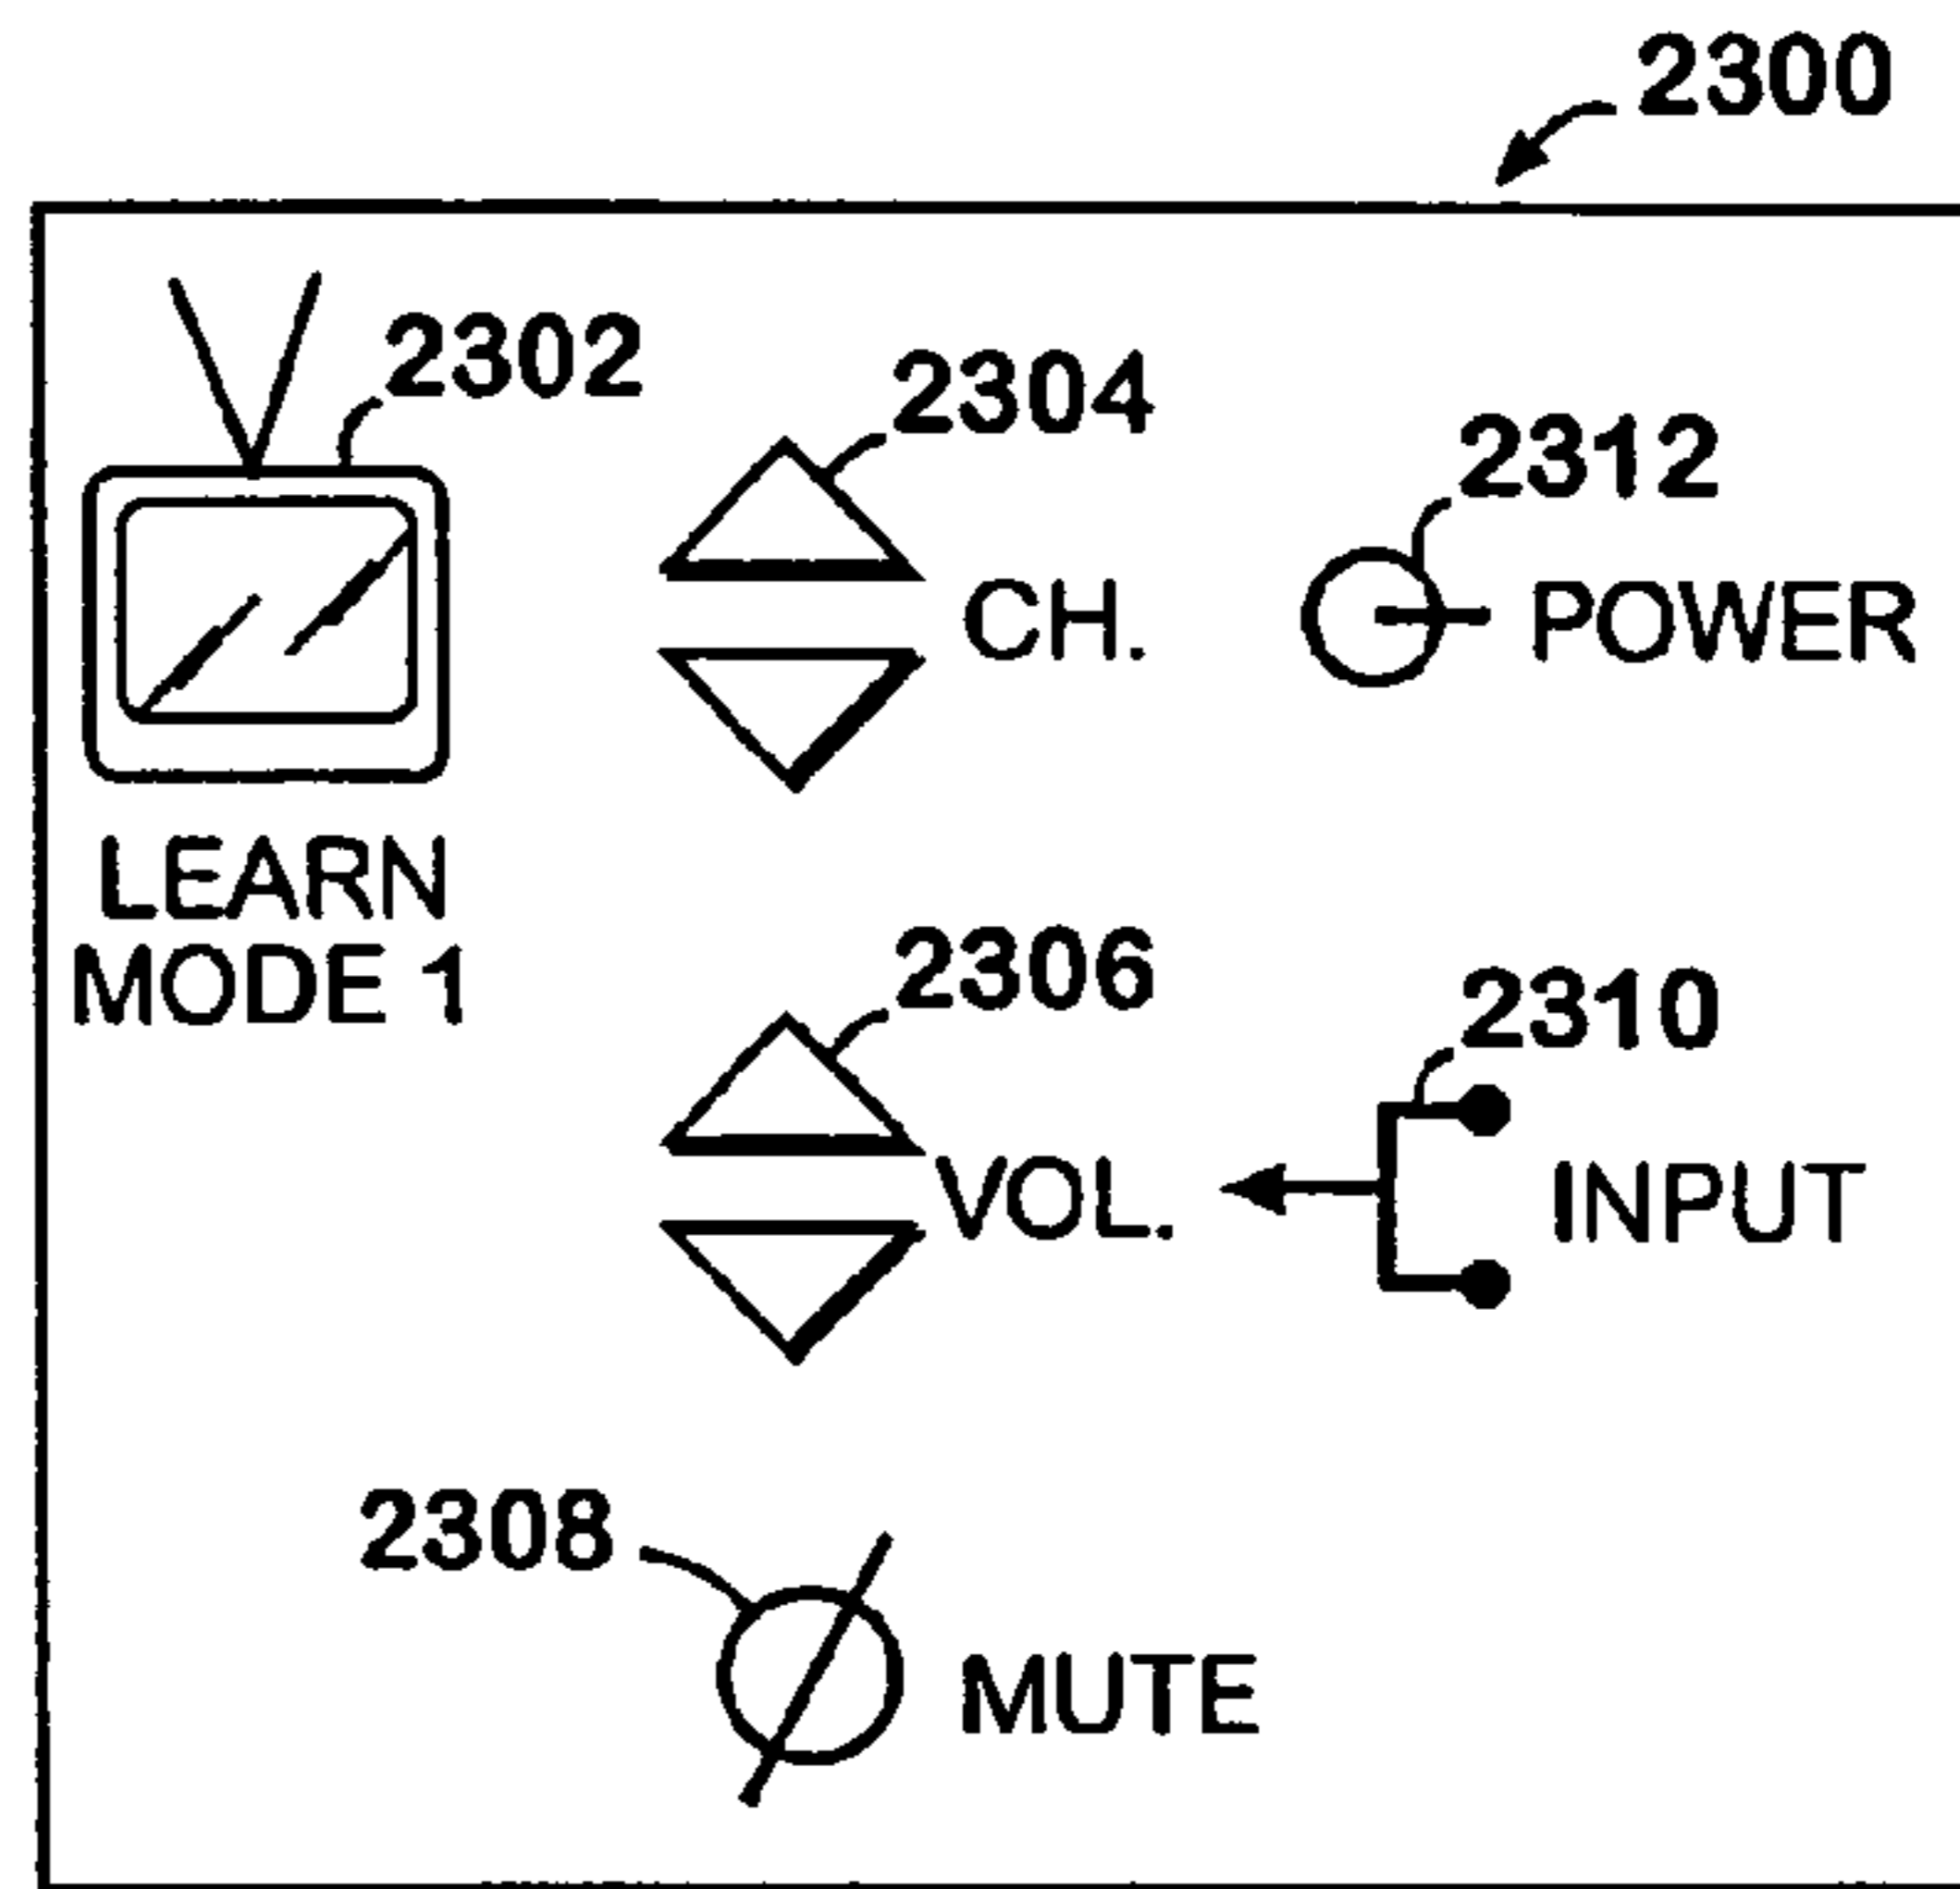 2300
2302
2304
2312
CH.
POWER
LEARN
MODE 1
2306
2310
VOL.
INPUT
2308
MUTE